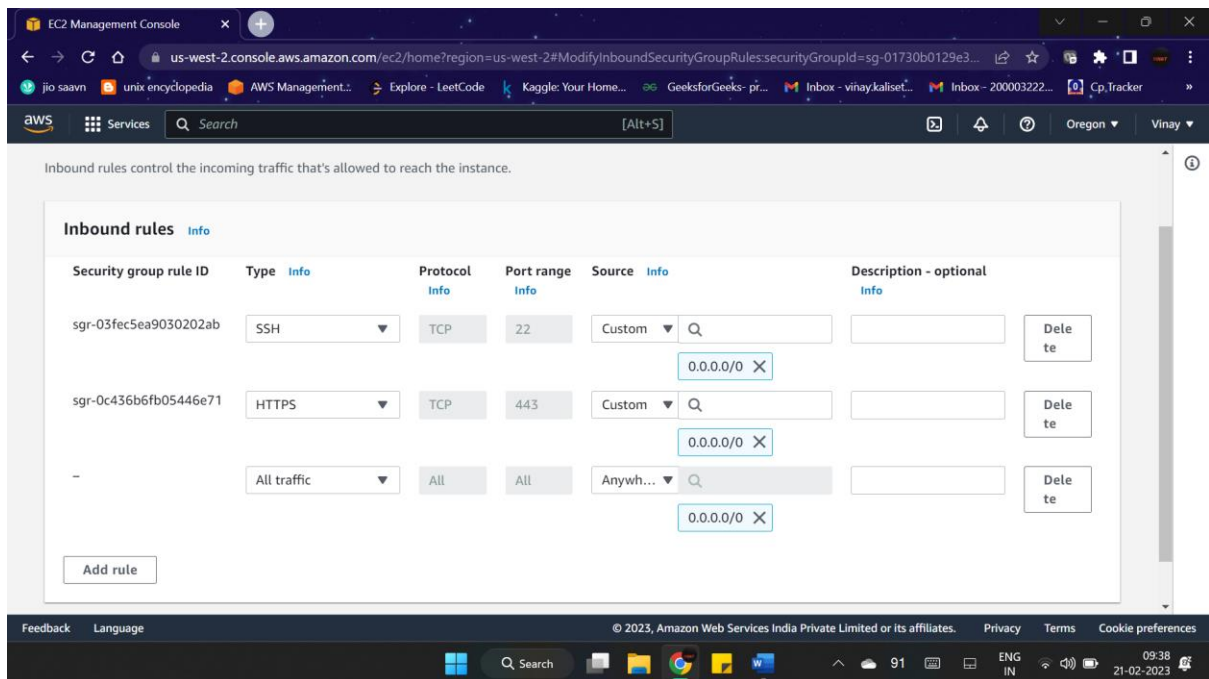 EC2 Management Console
us-west-2.console.aws.amazon.com/ec2/home?region=us-west-2#ModifyInboundSecurityGroupRules:securityGroupId=sg-01730b0129e3...
jio saavn unix encyclopedia AWS Management... Explore - LeetCode Kaggle: Your Home... GeeksforGeeks- pr... Inbox - vinay.kaliset... Inbox - 200003222... Cp_Tracker »
aws Services Search [Alt+S] Oregon Vinay
Inbound rules control the incoming traffic that's allowed to reach the instance.
Inbound rules Info
Security group rule ID Type Info Protocol Port range Source Info Description - optional
Info Info Info
sgr-03fec5ea9030202ab SSH TCP 22 Custom Dele
te
0.0.0.0/0
sgr-0c436b6fb05446e71 HTTPS TCP 443 Custom Dele
te
0.0.0.0/0
– All traffic All All Anywh... Dele
te
0.0.0.0/0
Add rule
Feedback Language © 2023, Amazon Web Services India Private Limited or its affiliates. Privacy Terms Cookie preferences
Search 91 ENG 09:38
IN 21-02-2023